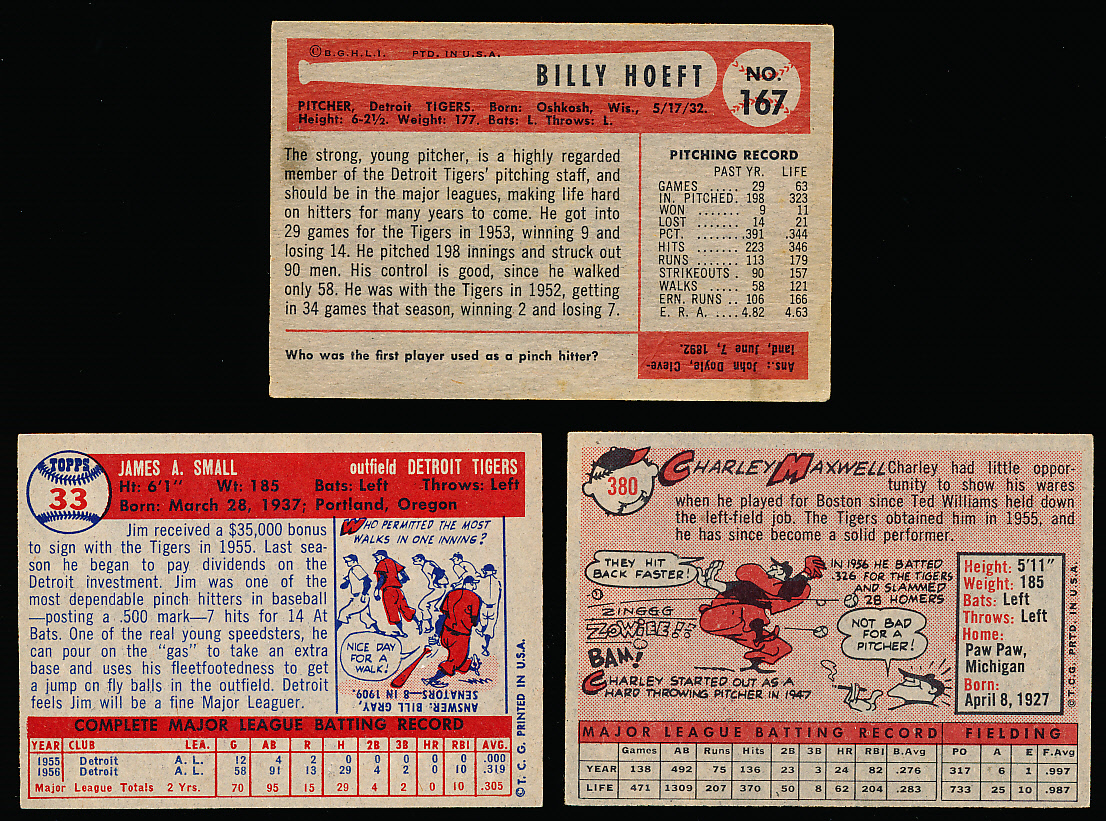 ©B.G.H.L.I. PTD. IN U.S.A.
BILLY HOEFT
NO.
167
PITCHER, Detroit TIGERS. Born: Oshkosh, Wis., 5/17/32.
Height: 6-2½. Weight: 177. Bats: L. Throws: L.
The strong, young pitcher, is a highly regarded
member of the Detroit Tigers' pitching staff, and
should be in the major leagues, making life hard
on hitters for many years to come. He got into
29 games for the Tigers in 1953, winning 9 and
losing 14. He pitched 198 innings and struck out
90 men. His control is good, since he walked
only 58. He was with the Tigers in 1952, getting
in 34 games that season, winning 2 and losing 7.
PITCHING RECORD
PAST YR. LIFE
GAMES ..... 29 63
IN. PITCHED. 198 323
WON ....... 9 11
LOST ....... 14 21
PCT. ........ .391 .344
HITS ....... 223 346
RUNS ...... 113 179
STRIKEOUTS . 90 157
WALKS ..... 58 121
ERN. RUNS .. 106 166
E. R. A. .... 4.82 4.63
Who was the first player used as a pinch hitter?
Ans.: John Doyle, Cleve-
land, June 7, 1892.
TOPPS
33
JAMES A. SMALL outfield DETROIT TIGERS
Ht: 6'1" Wt: 185 Bats: Left Throws: Left
Born: March 28, 1937; Portland, Oregon
Jim received a $35,000 bonus
to sign with the Tigers in 1955. Last sea-
son he began to pay dividends on the
Detroit investment. Jim was one of the
most dependable pinch hitters in baseball
—posting a .500 mark—7 hits for 14 At
Bats. One of the real young speedsters, he
can pour on the "gas" to take an extra
base and uses his fleetfootedness to get
a jump on fly balls in the outfield. Detroit
feels Jim will be a fine Major Leaguer.
WHO PERMITTED THE MOST
WALKS IN ONE INNING?
NICE DAY
FOR A
WALK!
ANSWER: BILL GRAY,
SENATORS—8 IN 1909.
© T. C. G. PRINTED IN U.S.A.
COMPLETE MAJOR LEAGUE BATTING RECORD
YEAR CLUB LEA. G AB R H 2B 3B HR RBI AVG.
1955 Detroit A. L. 12 4 2 0 0 0 0 0 .000
1956 Detroit A. L. 58 91 13 29 4 2 0 10 .319
Major League Totals 2 Yrs. 70 95 15 29 4 2 0 10 .305
380
CHARLEY MAXWELL Charley had little oppor-
tunity to show his wares
when he played for Boston since Ted Williams held down
the left-field job. The Tigers obtained him in 1955, and
he has since become a solid performer.
THEY HIT
BACK FASTER!
ZINGGG
ZOWIEE!!
BAM!
CHARLEY STARTED OUT AS A
HARD THROWING PITCHER IN 1947
IN 1956 HE BATTED
.326 FOR THE TIGERS
AND SLAMMED
28 HOMERS
NOT BAD
FOR A
PITCHER!
Height: 5'11"
Weight: 185
Bats: Left
Throws: Left
Home:
Paw Paw,
Michigan
Born:
April 8, 1927
© T.C.G. PRTD. IN U.S.A.
MAJOR LEAGUE BATTING RECORD FIELDING
Games AB Runs Hits 2B 3B HR RBI B.Avg PO A E F.Avg
YEAR 138 492 75 136 23 3 24 82 .276 317 6 1 .997
LIFE 471 1309 207 370 50 8 62 204 .283 733 25 10 .987